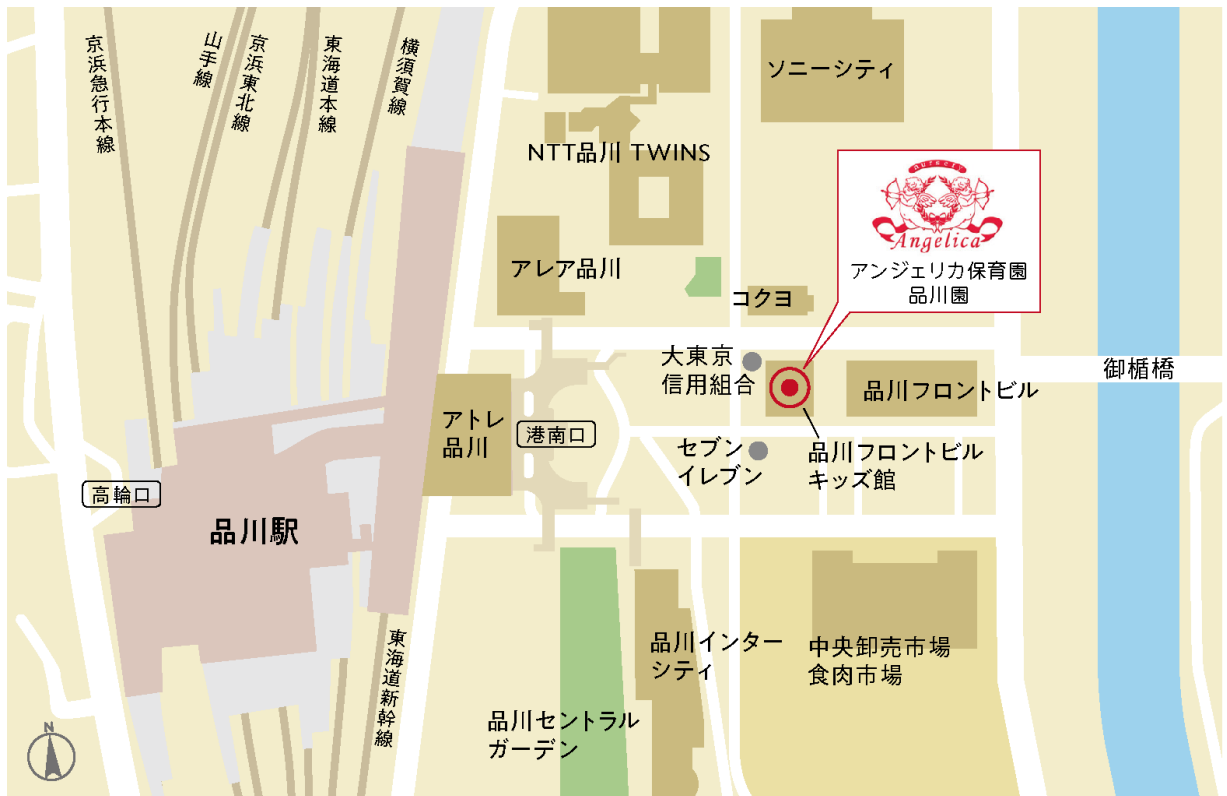 京浜急行本線
山手線
京浜東北線
東海道本線
横須賀線
ソニーシティ
NTT品川 TWINS
nursery
Angelica
アンジェリカ保育園
品川園
アレア品川
コクヨ
大東京
信用組合
品川フロントビル
御楯橋
アトレ
品川
港南口
セブン
イレブン
品川フロントビル
キッズ館
高輪口
品川駅
東海道新幹線
品川インター
シティ
中央卸売市場
食肉市場
品川セントラル
ガーデン
N